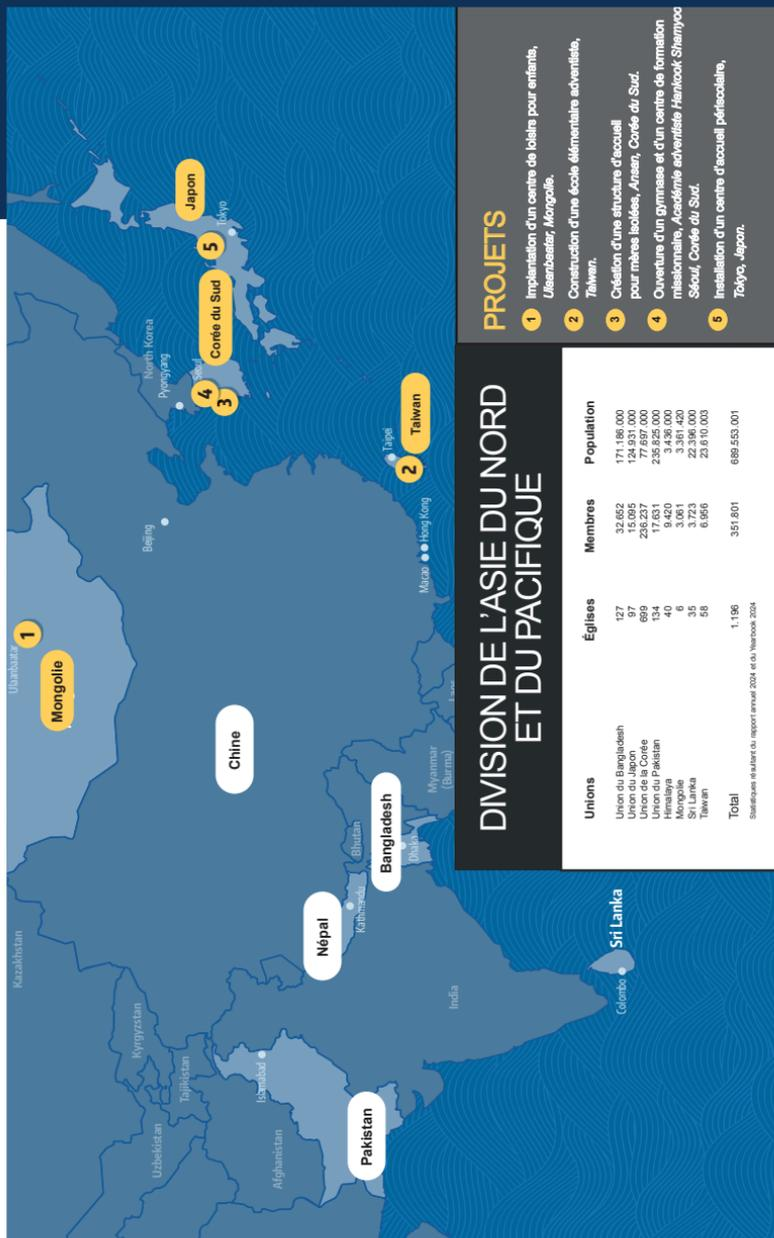 Kazakhstan
Ulaanbaatar
1
Mongolie
Kyrgyzstan
Uzbekistan
Tajikistan
Afghanistan
Islamabad
Pakistan
Chine
Beijing
North Korea
Pyongyang
Séoul
4
3
Corée du Sud
5
Japon
Tokyo
Népal
Kathmandu
Bhutan
Bangladesh
Dhaka
India
Myanmar
(Burma)
Laos
Macao
Hong Kong
Taipei
2
Taiwan
Sri Lanka
Colombo
DIVISION DE L'ASIE DU NORD
ET DU PACIFIQUE
Unions Églises Membres Population
Union du Bangladesh 127 32.652 171.186.000
Union du Japon 97 15.095 124.931.000
Union de la Corée 699 236.237 77.697.000
Union du Pakistan 134 17.631 235.825.000
Himalaya 40 9.420 3.436.000
Mongolie 6 3.061 3.361.420
Sri Lanka 35 3.723 22.396.000
Taiwan 58 6.956 23.610.003
Total 1.196 351.801 689.553.001
Statistiques résultant du rapport annuel 2024 et du Yearbook 2024
PROJETS
1 Implantation d'un centre de loisirs pour enfants,
Ulaanbaatar, Mongolie.
2 Construction d'une école élémentaire adventiste,
Taiwan.
3 Création d'une structure d'accueil
pour mères isolées, Ansan, Corée du Sud.
4 Ouverture d'un gymnase et d'un centre de formation
missionnaire, Académie adventiste Hankook Shamyoo
Séoul, Corée du Sud.
5 Installation d'un centre d'accueil périscolaire,
Tokyo, Japon.